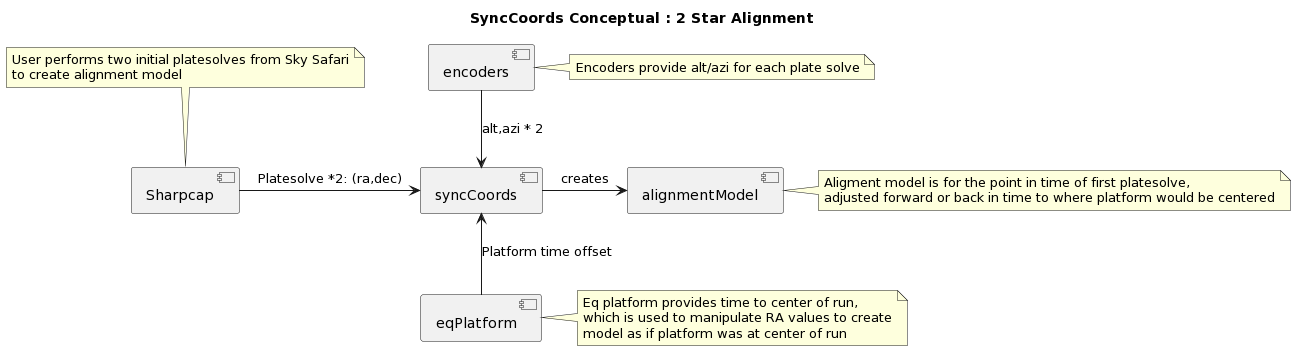 SyncCoords Conceptual : 2 Star Alignment
User performs two initial platesolves from Sky Safari
to create alignment model
encoders
Encoders provide alt/azi for each plate solve
alt,azi * 2
Sharpcap
Platesolve *2: (ra,dec)
syncCoords
creates
alignmentModel
Aligment model is for the point in time of first platesolve,
adjusted forward or back in time to where platform would be centered
Platform time offset
eqPlatform
Eq platform provides time to center of run,
which is used to manipulate RA values to create
model as if platform was at center of run